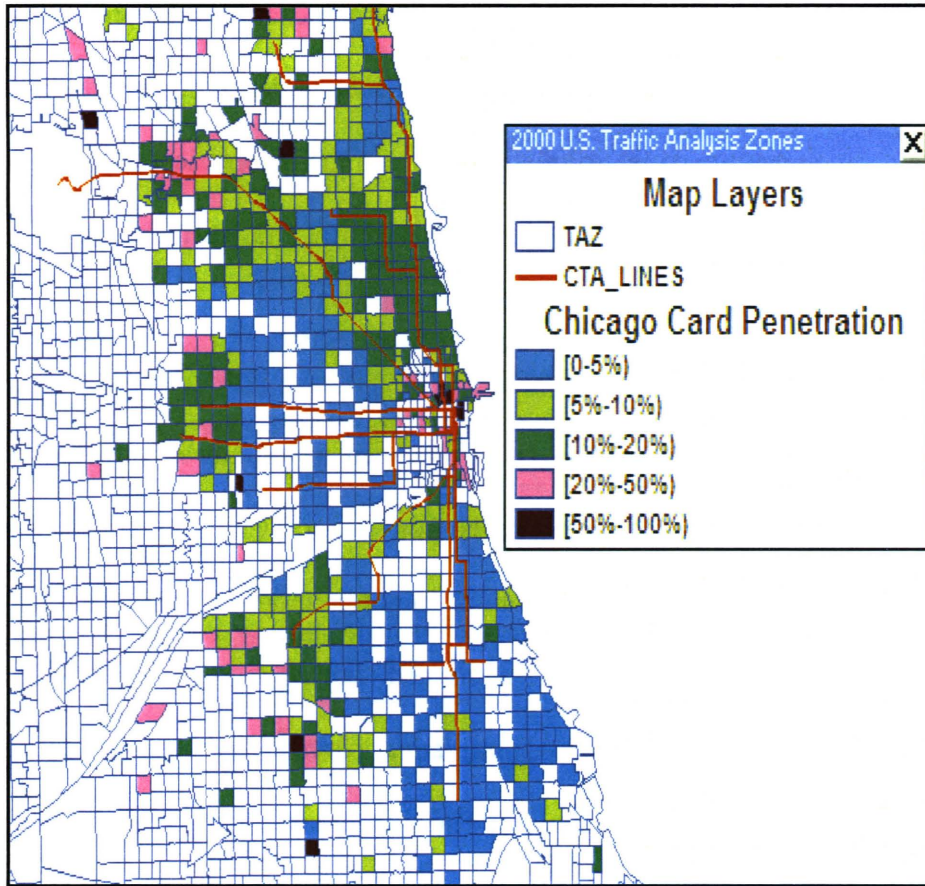 2000 U.S. Traffic Analysis Zones X
Map Layers
TAZ
CTA_LINES
Chicago Card Penetration
[0-5%)
[5%-10%)
[10%-20%)
[20%-50%)
[50%-100%)